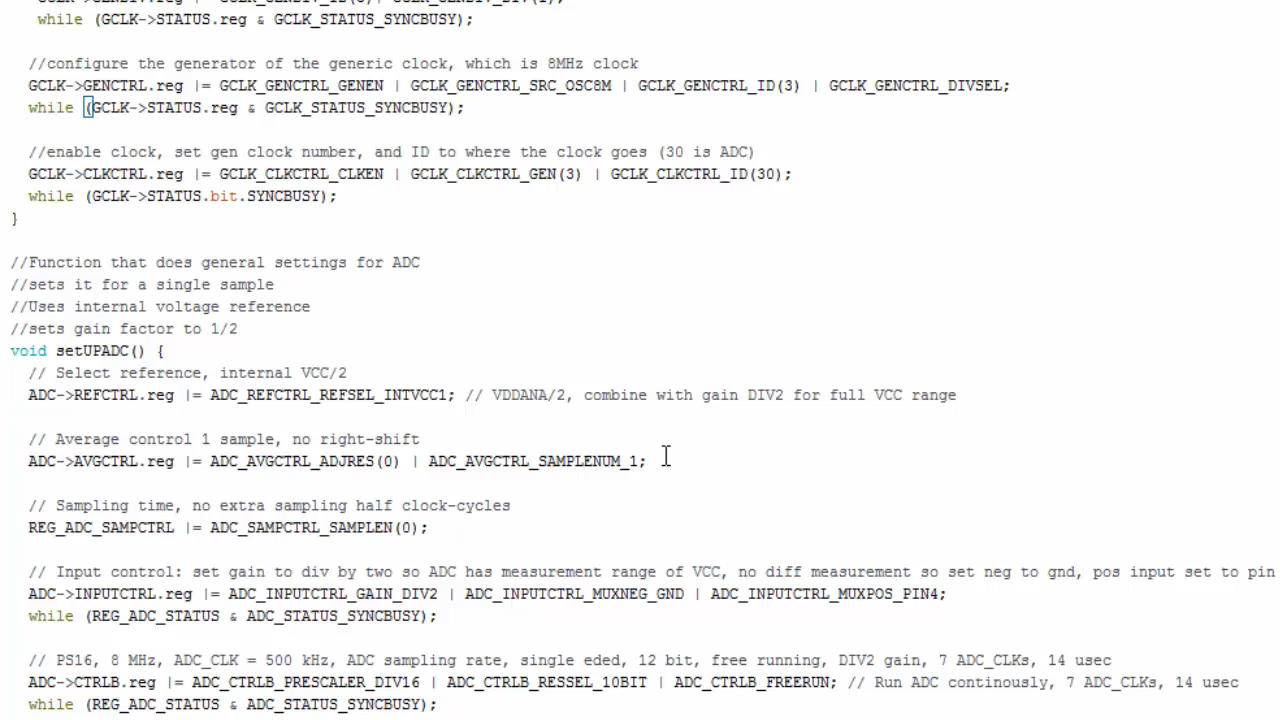 while (GCLK->STATUS.reg & GCLK_STATUS_SYNCBUSY);
//configure the generator of the generic clock, which is 8MHz clock
GCLK->GENCTRL.reg |= GCLK_GENCTRL_GENEN | GCLK_GENCTRL_SRC_OSC8M | GCLK_GENCTRL_ID(3) | GCLK_GENCTRL_DIVSEL;
while (GCLK->STATUS.reg & GCLK_STATUS_SYNCBUSY);
//enable clock, set gen clock number, and ID to where the clock goes (30 is ADC)
GCLK->CLKCTRL.reg |= GCLK_CLKCTRL_CLKEN | GCLK_CLKCTRL_GEN(3) | GCLK_CLKCTRL_ID(30);
while (GCLK->STATUS.bit.SYNCBUSY);
}
//Function that does general settings for ADC
//sets it for a single sample
//Uses internal voltage reference
//sets gain factor to 1/2
void setUPADC() {
// Select reference, internal VCC/2
ADC->REFCTRL.reg |= ADC_REFCTRL_REFSEL_INTVCC1; // VDDANA/2, combine with gain DIV2 for full VCC range
// Average control 1 sample, no right-shift
ADC->AVGCTRL.reg |= ADC_AVGCTRL_ADJRES(0) | ADC_AVGCTRL_SAMPLENUM_1;
// Sampling time, no extra sampling half clock-cycles
REG_ADC_SAMPCTRL |= ADC_SAMPCTRL_SAMPLEN(0);
// Input control: set gain to div by two so ADC has measurement range of VCC, no diff measurement so set neg to gnd, pos input set to pin
ADC->INPUTCTRL.reg |= ADC_INPUTCTRL_GAIN_DIV2 | ADC_INPUTCTRL_MUXNEG_GND | ADC_INPUTCTRL_MUXPOS_PIN4;
while (REG_ADC_STATUS & ADC_STATUS_SYNCBUSY);
// PS16, 8 MHz, ADC_CLK = 500 kHz, ADC sampling rate, single eded, 12 bit, free running, DIV2 gain, 7 ADC_CLKs, 14 usec
ADC->CTRLB.reg |= ADC_CTRLB_PRESCALER_DIV16 | ADC_CTRLB_RESSEL_10BIT | ADC_CTRLB_FREERUN; // Run ADC continously, 7 ADC_CLKs, 14 usec
while (REG_ADC_STATUS & ADC_STATUS_SYNCBUSY);